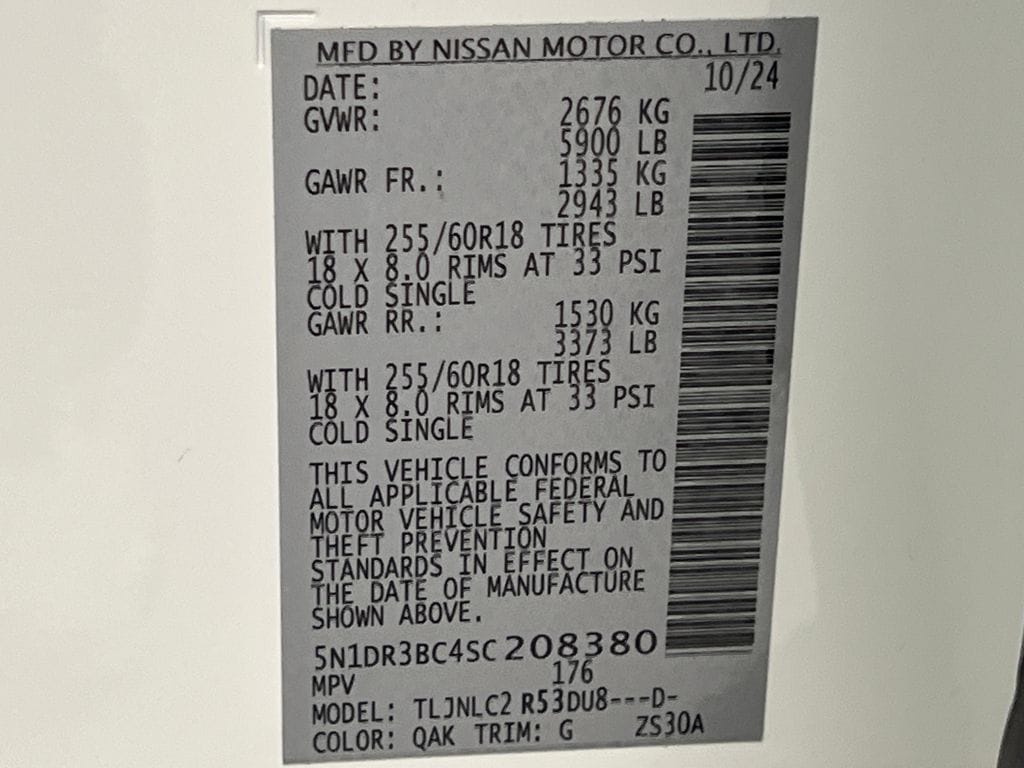 MFD BY NISSAN MOTOR CO., LTD.
DATE: 10/24
GVWR: 2676 KG
5900 LB
GAWR FR.: 1335 KG
2943 LB
WITH 255/60R18 TIRES
18 X 8.0 RIMS AT 33 PSI
COLD SINGLE
GAWR RR.: 1530 KG
3373 LB
WITH 255/60R18 TIRES
18 X 8.0 RIMS AT 33 PSI
COLD SINGLE
THIS VEHICLE CONFORMS TO
ALL APPLICABLE FEDERAL
MOTOR VEHICLE SAFETY AND
THEFT PREVENTION
STANDARDS IN EFFECT ON
THE DATE OF MANUFACTURE
SHOWN ABOVE.
5N1DR3BC4SC208380
MPV 176
MODEL: TLJNLC2 R53DU8---D-
COLOR: QAK TRIM: G ZS30A